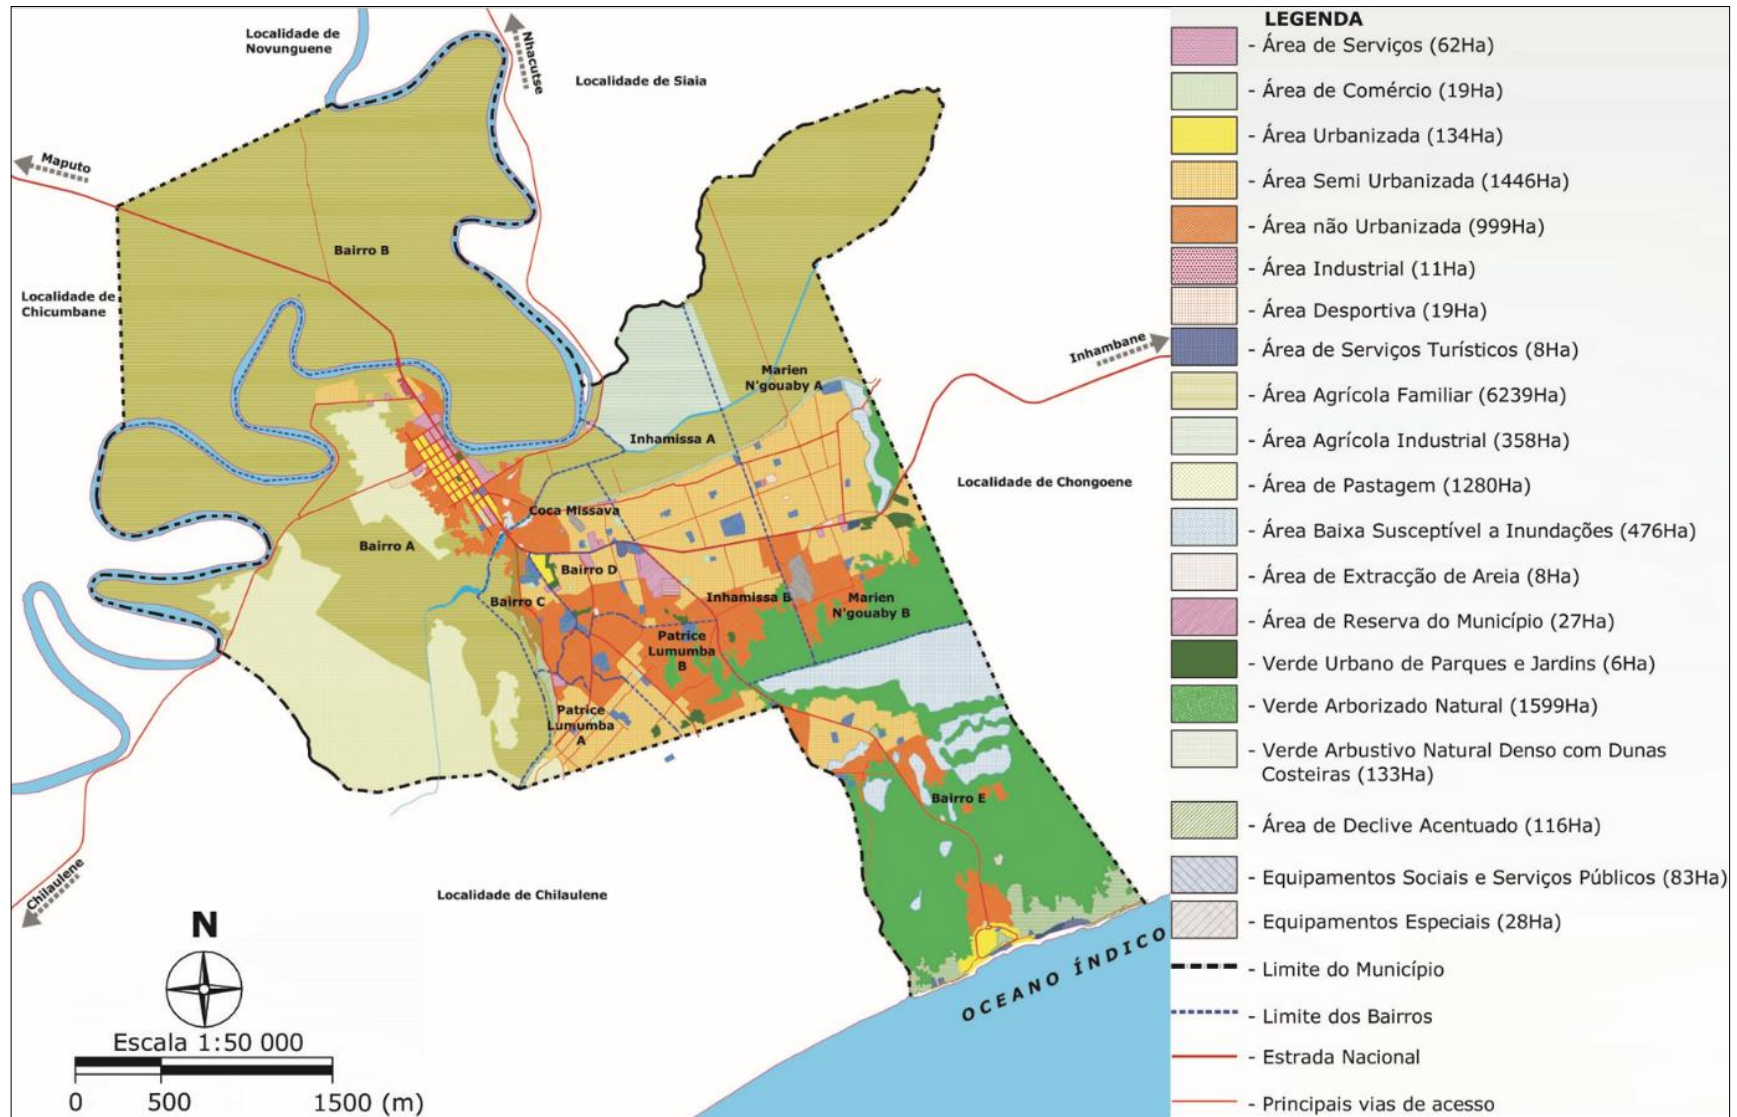 Localidade de
Novunguene
Nhacutse
Localidade de Siaia
Maputo
Bairro B
Localidade de
Chicumbane
Inhambane
Marien
N'gouaby A
Inhamissa A
Localidade de Chongoene
Coca Missava
Bairro A
Bairro D
Bairro C
Inhamissa B
Marien
N'gouaby B
Patrice
Lumumba
B
Patrice
Lumumba
A
Bairro E
Chilaulene
Localidade de Chilaulene
OCEANO ÍNDICO
N
Escala 1:50 000
0 500 1500 (m)
LEGENDA
- Área de Serviços (62Ha)
- Área de Comércio (19Ha)
- Área Urbanizada (134Ha)
- Área Semi Urbanizada (1446Ha)
- Área não Urbanizada (999Ha)
- Área Industrial (11Ha)
- Área Desportiva (19Ha)
- Área de Serviços Turísticos (8Ha)
- Área Agrícola Familiar (6239Ha)
- Área Agrícola Industrial (358Ha)
- Área de Pastagem (1280Ha)
- Área Baixa Susceptível a Inundações (476Ha)
- Área de Extracção de Areia (8Ha)
- Área de Reserva do Município (27Ha)
- Verde Urbano de Parques e Jardins (6Ha)
- Verde Arborizado Natural (1599Ha)
- Verde Arbustivo Natural Denso com Dunas
Costeiras (133Ha)
- Área de Declive Acentuado (116Ha)
- Equipamentos Sociais e Serviços Públicos (83Ha)
- Equipamentos Especiais (28Ha)
- Limite do Município
- Limite dos Bairros
- Estrada Nacional
- Principais vias de acesso